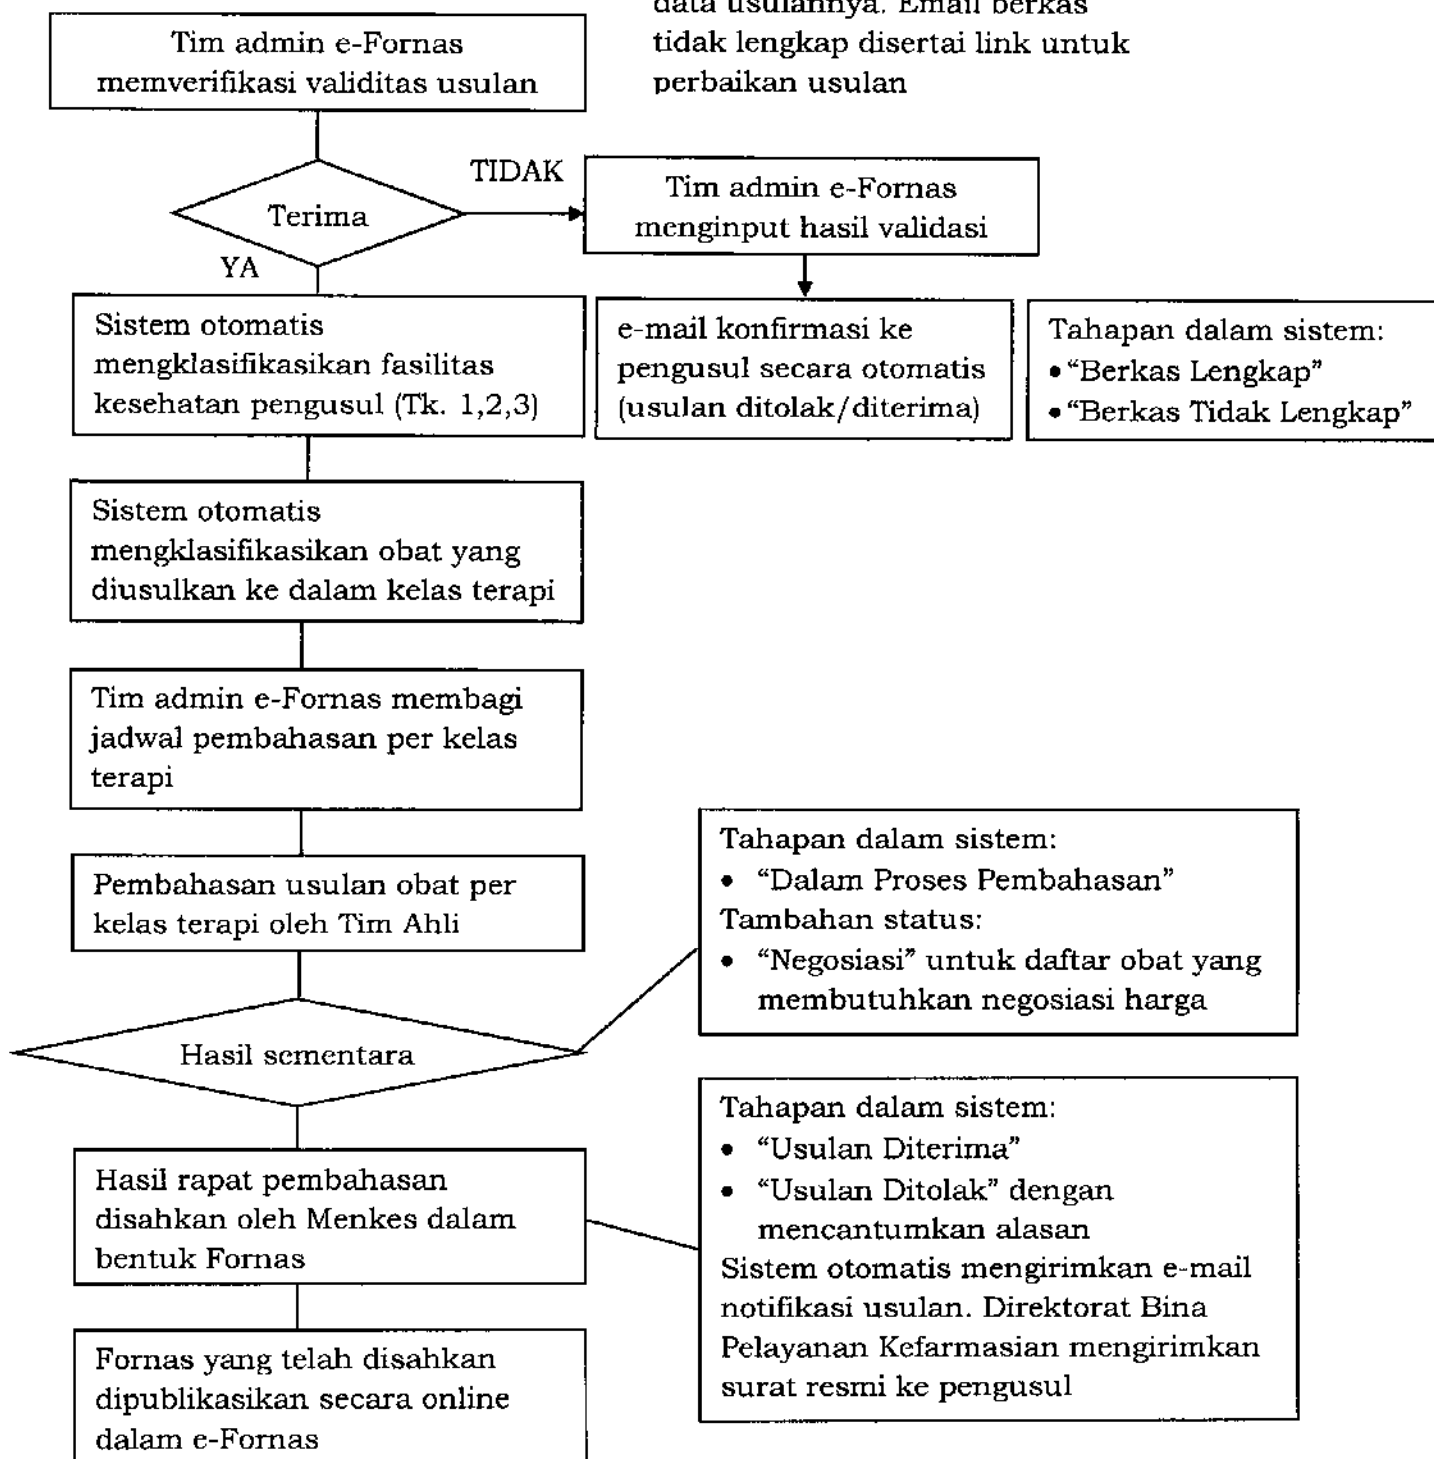 data usulannya. Email berkas
tidak lengkap disertai link untuk
perbaikan usulan
Tim admin e-Fornas
memverifikasi validitas usulan
Terima
TIDAK
Tim admin e-Fornas
menginput hasil validasi
YA
Sistem otomatis
mengklasifikasikan fasilitas
kesehatan pengusul (Tk. 1,2,3)
e-mail konfirmasi ke
pengusul secara otomatis
(usulan ditolak/diterima)
Tahapan dalam sistem:
• “Berkas Lengkap”
• “Berkas Tidak Lengkap”
Sistem otomatis
mengklasifikasikan obat yang
diusulkan ke dalam kelas terapi
Tim admin e-Fornas membagi
jadwal pembahasan per kelas
terapi
Pembahasan usulan obat per
kelas terapi oleh Tim Ahli
Tahapan dalam sistem:
• “Dalam Proses Pembahasan”
Tambahan status:
• “Negosiasi” untuk daftar obat yang
membutuhkan negosiasi harga
Hasil sementara
Hasil rapat pembahasan
disahkan oleh Menkes dalam
bentuk Fornas
Tahapan dalam sistem:
• “Usulan Diterima”
• “Usulan Ditolak” dengan
mencantumkan alasan
Sistem otomatis mengirimkan e-mail
notifikasi usulan. Direktorat Bina
Pelayanan Kefarmasian mengirimkan
surat resmi ke pengusul
Fornas yang telah disahkan
dipublikasikan secara online
dalam e-Fornas